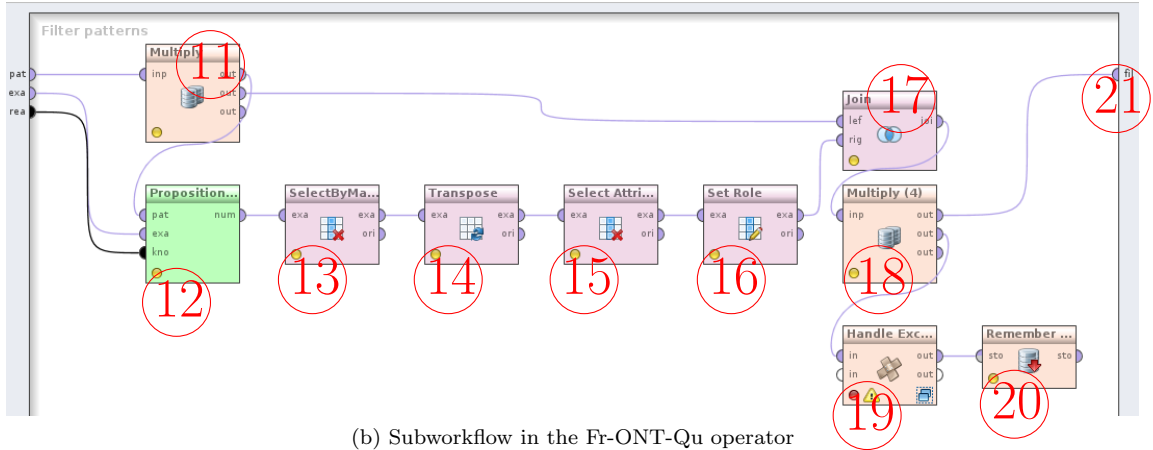 Filter patterns
Multiply
11
pat
inp
out
exa
out
rea
out
17
Join
lef
joi
rig
21
fil
Proposition...
pat
num
exa
kno
12
SelectByMa...
exa
exa
ori
13
Transpose
exa
exa
ori
14
Select Attri...
exa
exa
ori
15
Set Role
exa
exa
ori
16
Multiply (4)
inp
out
out
out
18
Handle Exc...
in
out
in
out
19
Remember ...
sto
sto
20
(b) Subworkflow in the Fr-ONT-Qu operator